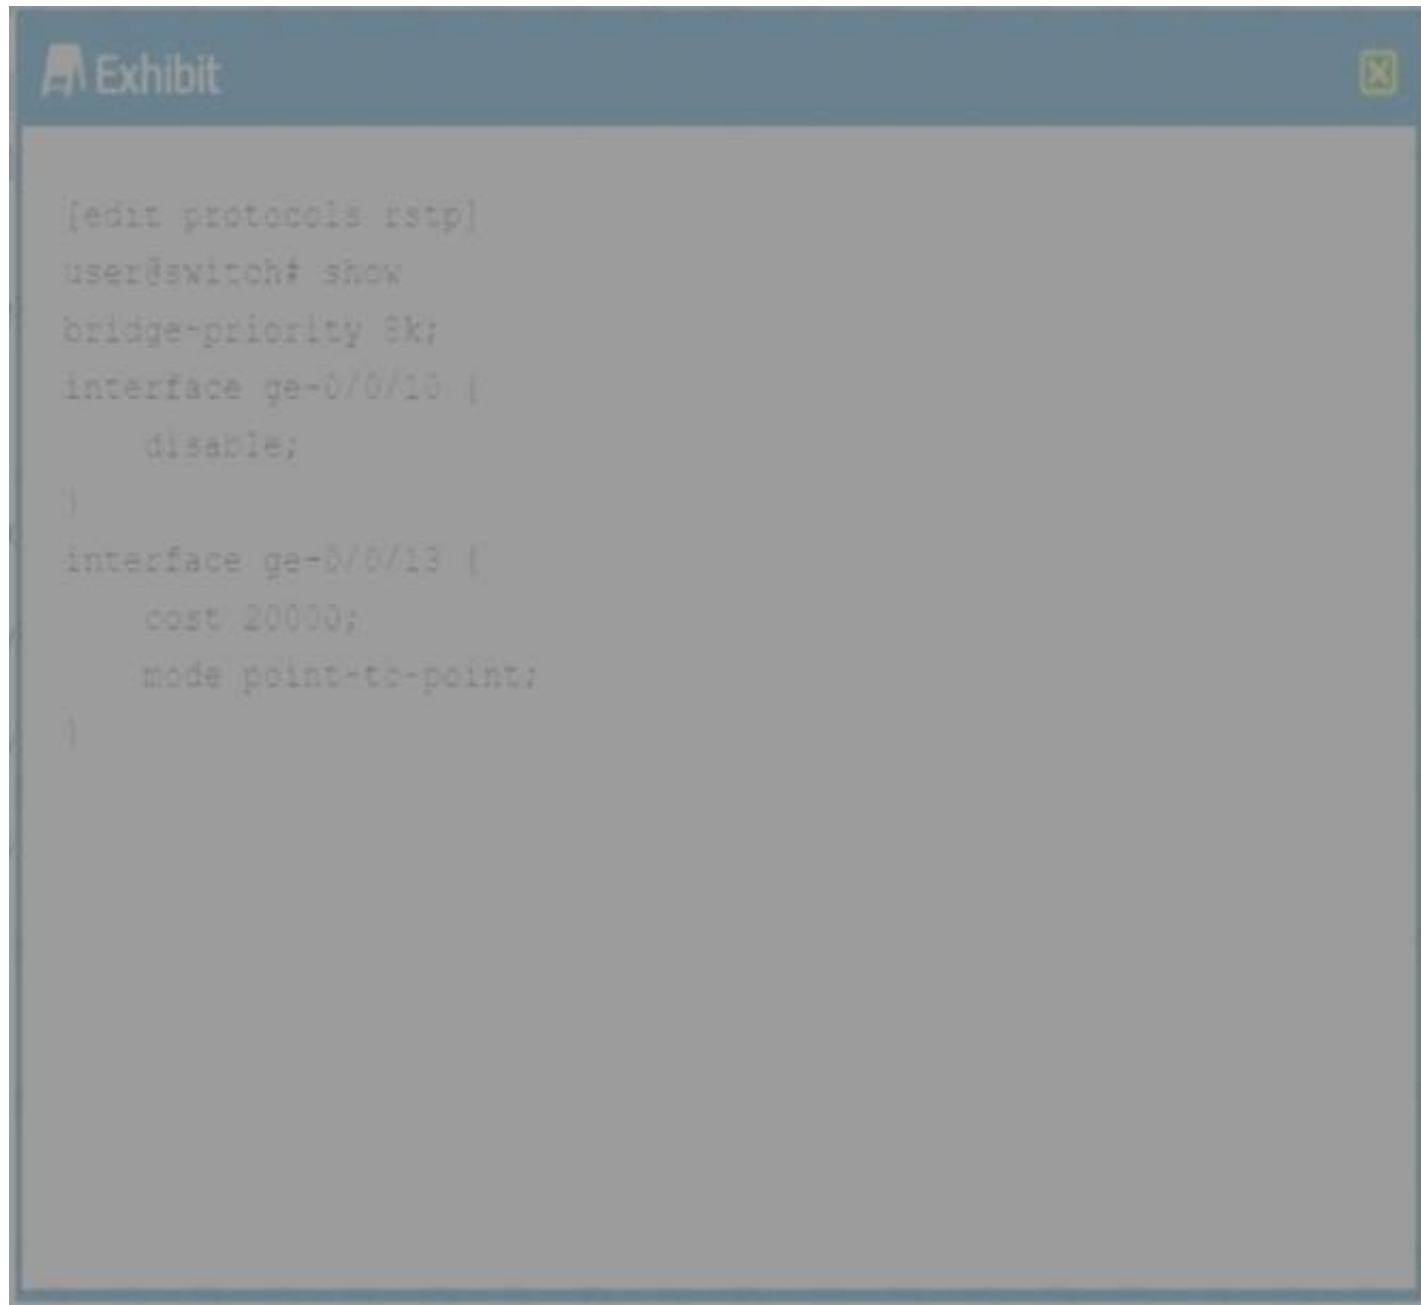 Exhibit
[edit protocols rstp]
user@switch# show
bridge-priority 8k;
interface ge-0/0/10 {
    disable;
}
interface ge-0/0/13 {
    cost 20000;
    mode point-to-point;
}